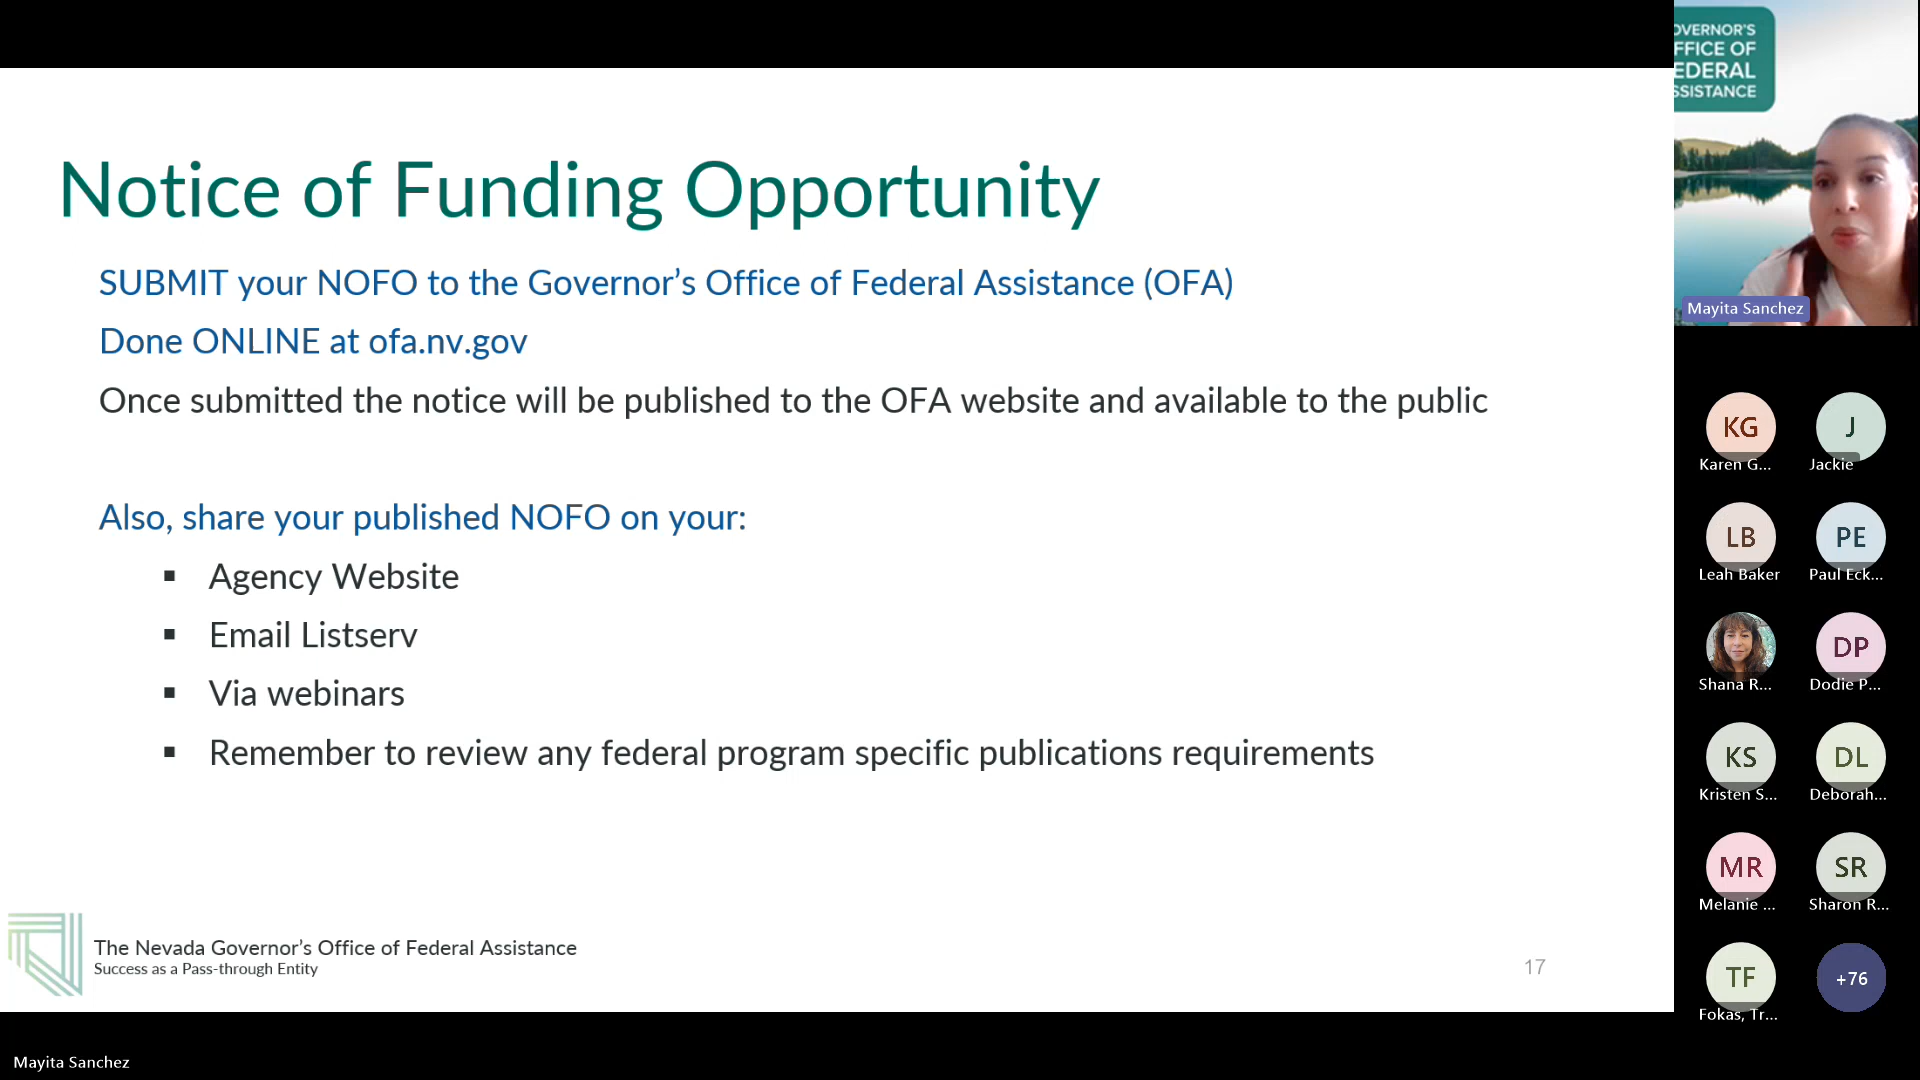 Notice of Funding Opportunity
SUBMIT your NOFO to the Governor’s Office of Federal Assistance (OFA)
Done ONLINE at ofa.nv.gov
Once submitted the notice will be published to the OFA website and available to the public
Also, share your published NOFO on your:
▪ Agency Website
▪ Email Listserv
▪ Via webinars
▪ Remember to review any federal program specific publications requirements
The Nevada Governor’s Office of Federal Assistance
Success as a Pass-through Entity
17
Mayita Sanchez
OVERNOR'S
FFICE OF
EDERAL
SSISTANCE
Mayita Sanchez
KG
Karen G...
J
Jackie
LB
Leah Baker
PE
Paul Eck...
Shana R...
DP
Dodie P...
KS
Kristen S...
DL
Deborah...
MR
Melanie ...
SR
Sharon R...
TF
Fokas, Tr...
+76